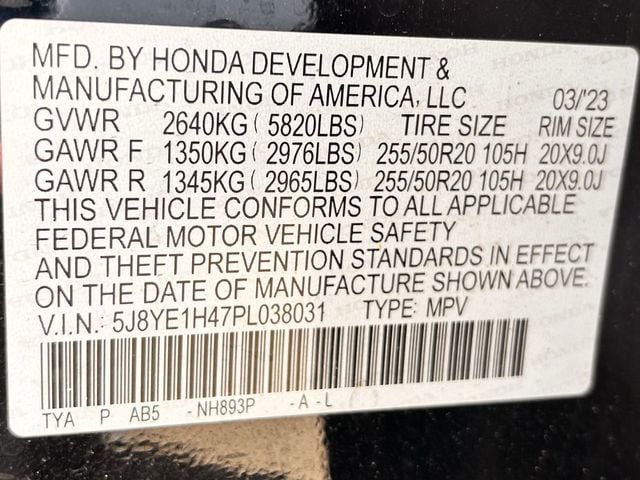 MFD. BY HONDA DEVELOPMENT &
MANUFACTURING OF AMERICA, LLC 03/'23
GVWR 2640KG ( 5820LBS) TIRE SIZE RIM SIZE
GAWR F 1350KG ( 2976LBS) 255/50R20 105H 20X9.0J
GAWR R 1345KG ( 2965LBS) 255/50R20 105H 20X9.0J
THIS VEHICLE CONFORMS TO ALL APPLICABLE
FEDERAL MOTOR VEHICLE SAFETY
AND THEFT PREVENTION STANDARDS IN EFFECT
ON THE DATE OF MANUFACTURE SHOWN ABOVE.
V.I.N.: 5J8YE1H47PL038031 TYPE: MPV
TYA P AB5 -NH893P -A-L ( )